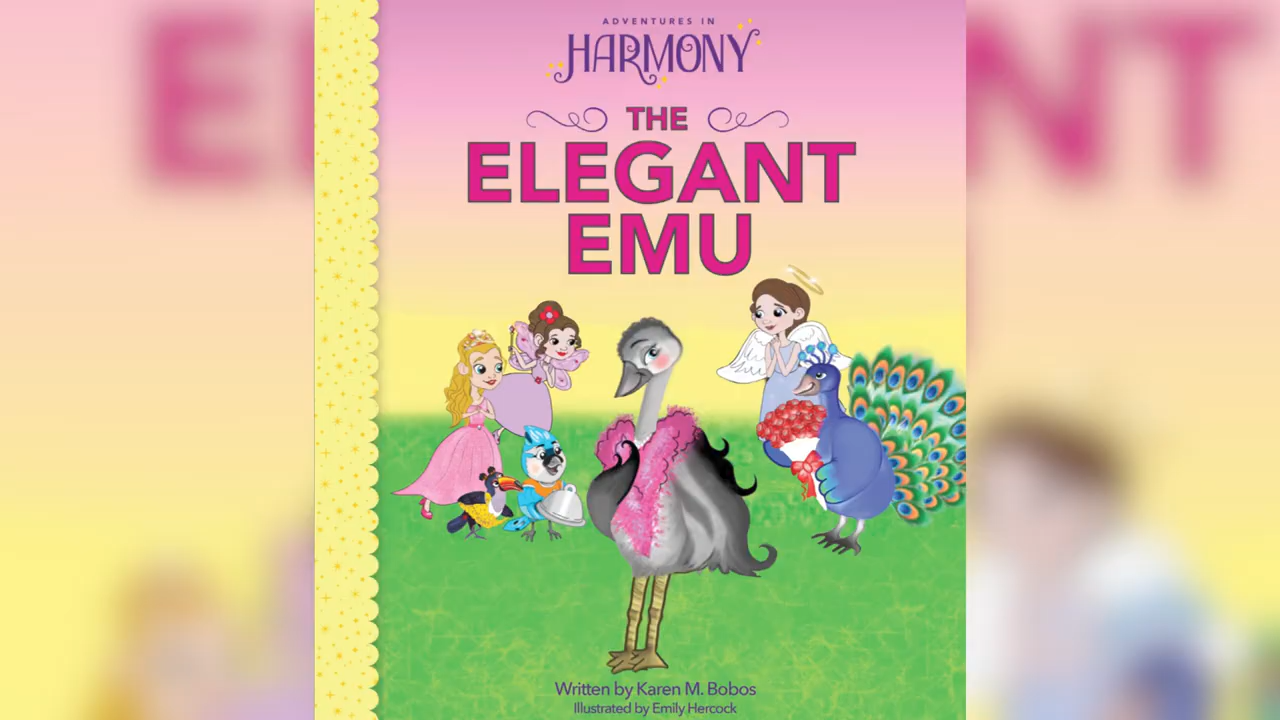 ADVENTURES IN
HARMONY
THE
ELEGANT
EMU
Written by Karen M. Bobos
Illustrated by Emily Hercock